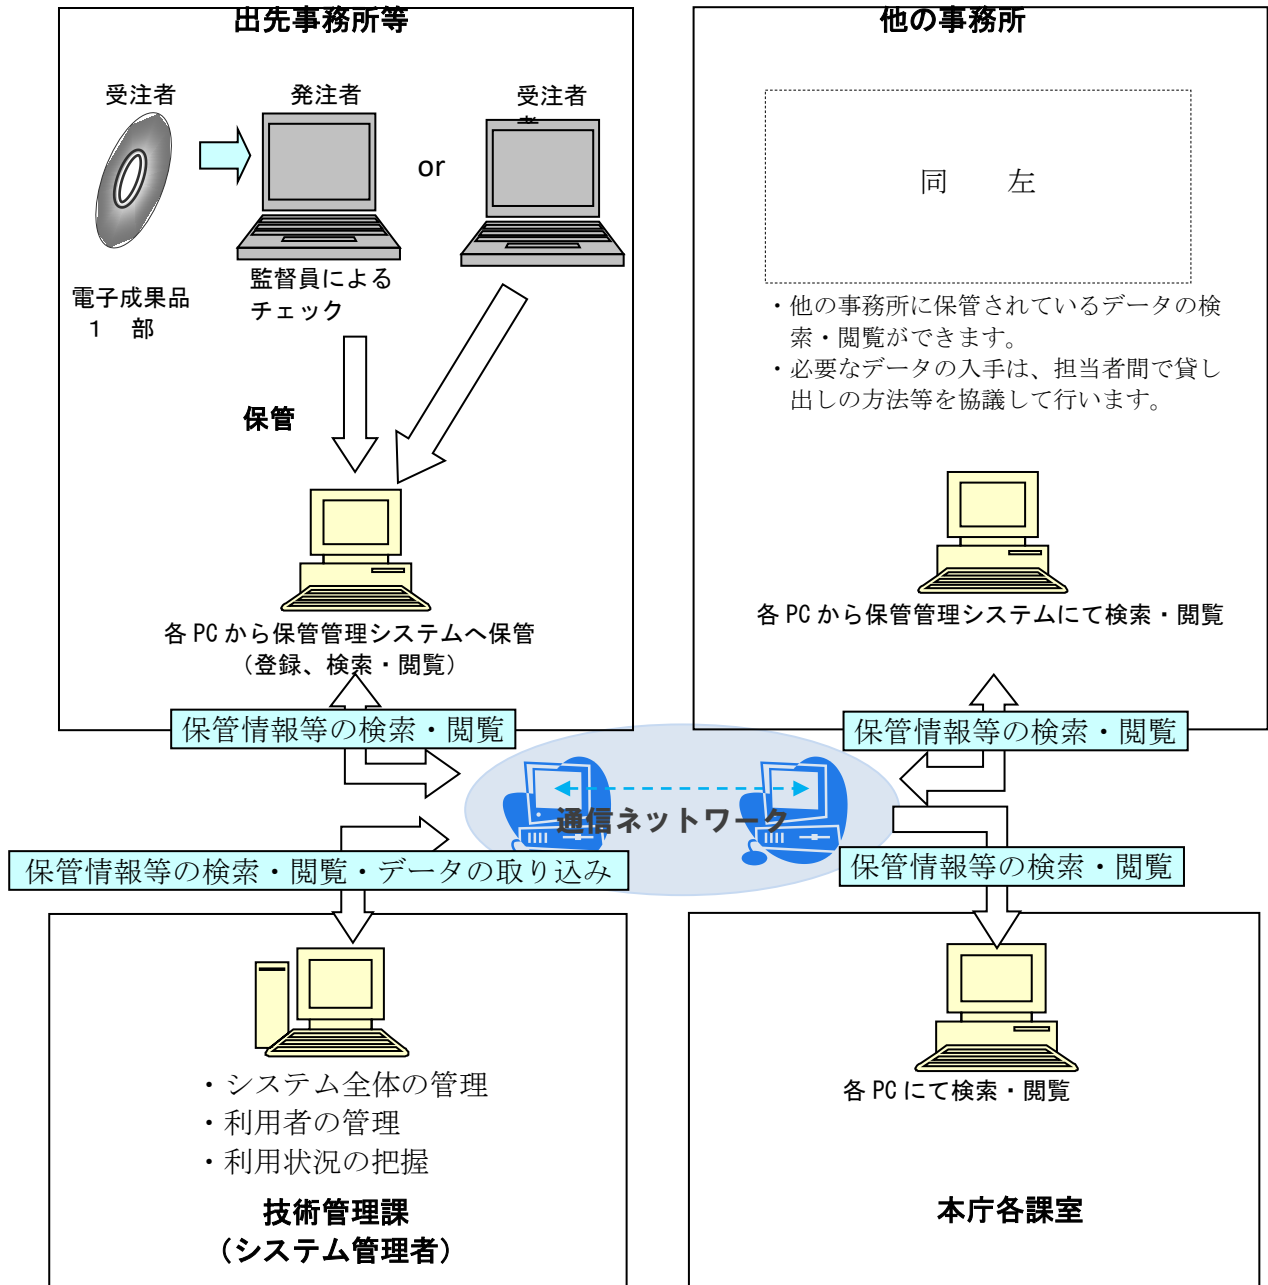 出先事務所等
受注者
発注者
受注者
or
電子成果品
１　部
監督員による
チェック
保管
各 PC から保管管理システムへ保管
（登録、検索・閲覧）
他の事務所
同　　左
・他の事務所に保管されているデータの検
索・閲覧ができます。
・必要なデータの入手は、担当者間で貸し
出しの方法等を協議して行います。
各 PC から保管管理システムにて検索・閲覧
保管情報等の検索・閲覧
保管情報等の検索・閲覧
通信ネットワーク
保管情報等の検索・閲覧・データの取り込み
保管情報等の検索・閲覧
・システム全体の管理
・利用者の管理
・利用状況の把握
技術管理課
（システム管理者）
各 PC にて検索・閲覧
本庁各課室